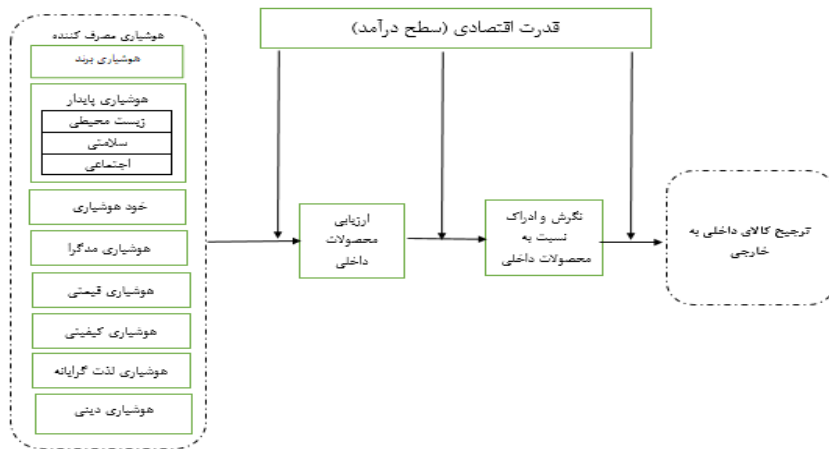 قدرت اقتصادی (سطح درآمد)
هوشیاری مصرف کننده
هوشیاری برند
هوشیاری پایدار
زیست محیطی
سلامتی
اجتماعی
خود هوشیاری
هوشیاری مدگرا
هوشیاری قیمتی
هوشیاری کیفیتی
هوشیاری لذت گرایانه
هوشیاری دینی
ارزیابی
محصولات
داخلی
نگرش و ادراک
نسبت به
محصولات داخلی
ترجیح کالای داخلی به
خارجی